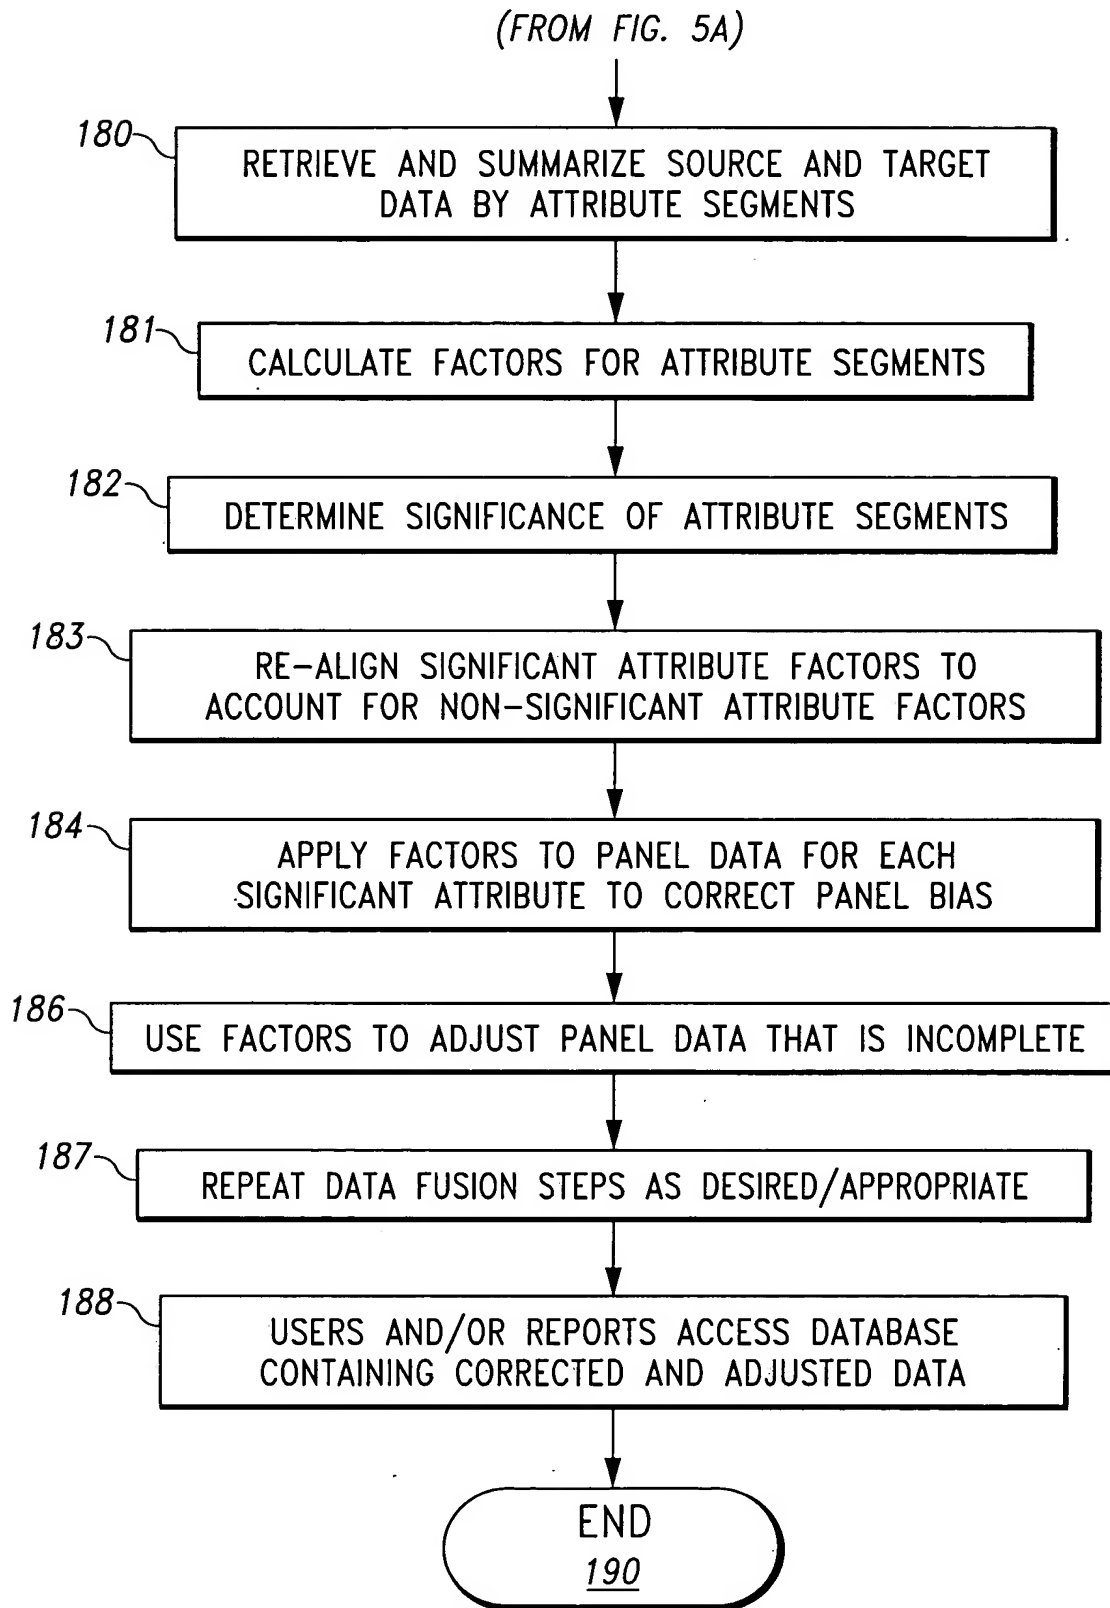 (FROM FIG. 5A)
180
RETRIEVE AND SUMMARIZE SOURCE AND TARGET
DATA BY ATTRIBUTE SEGMENTS
181
CALCULATE FACTORS FOR ATTRIBUTE SEGMENTS
182
DETERMINE SIGNIFICANCE OF ATTRIBUTE SEGMENTS
183
RE-ALIGN SIGNIFICANT ATTRIBUTE FACTORS TO
ACCOUNT FOR NON-SIGNIFICANT ATTRIBUTE FACTORS
184
APPLY FACTORS TO PANEL DATA FOR EACH
SIGNIFICANT ATTRIBUTE TO CORRECT PANEL BIAS
186
USE FACTORS TO ADJUST PANEL DATA THAT IS INCOMPLETE
187
REPEAT DATA FUSION STEPS AS DESIRED/APPROPRIATE
188
USERS AND/OR REPORTS ACCESS DATABASE
CONTAINING CORRECTED AND ADJUSTED DATA
END
190